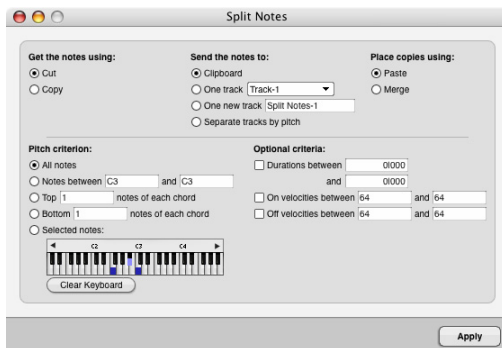 Split Notes
Get the notes using:
Cut
Copy
Send the notes to:
Clipboard
One track Track-1
One new track Split Notes-1
Separate tracks by pitch
Place copies using:
Paste
Merge
Pitch criterion:
All notes
Notes between C3 and C3
Top 1 notes of each chord
Bottom 1 notes of each chord
Selected notes:
C2 C3 C4
Clear Keyboard
Optional criteria:
Durations between 0|000
and 0|000
On velocities between 64 and 64
Off velocities between 64 and 64
Apply